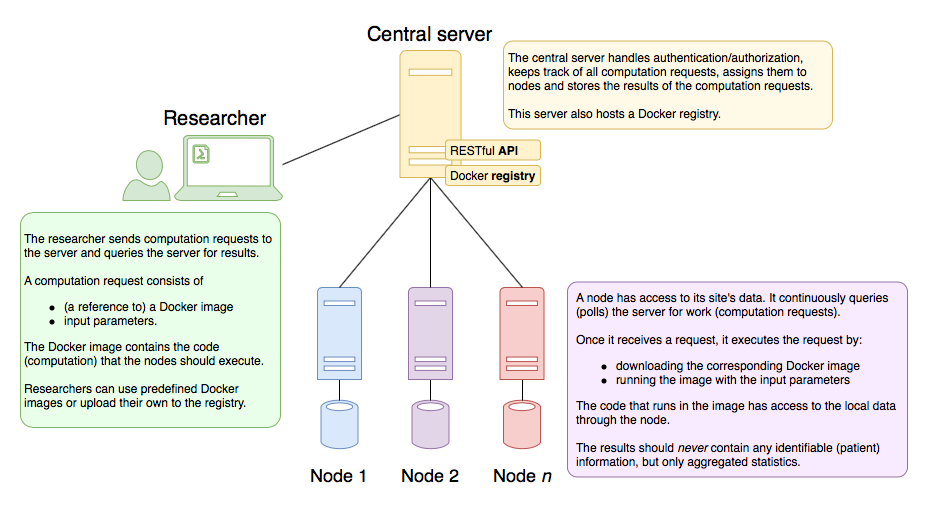 Central server
The central server handles authentication/authorization,
keeps track of all computation requests, assigns them to
nodes and stores the results of the computation requests.
This server also hosts a Docker registry.
Researcher
RESTful API
Docker registry
The researcher sends computation requests to
the server and queries the server for results.
A computation request consists of
• (a reference to) a Docker image
• input parameters.
The Docker image contains the code
(computation) that the nodes should execute.
Researchers can use predefined Docker
images or upload their own to the registry.
A node has access to its site's data. It continuously queries
(polls) the server for work (computation requests).
Once it receives a request, it executes the request by:
• downloading the corresponding Docker image
• running the image with the input parameters
The code that runs in the image has access to the local data
through the node.
The results should never contain any identifiable (patient)
information, but only aggregated statistics.
Node 1
Node 2
Node n